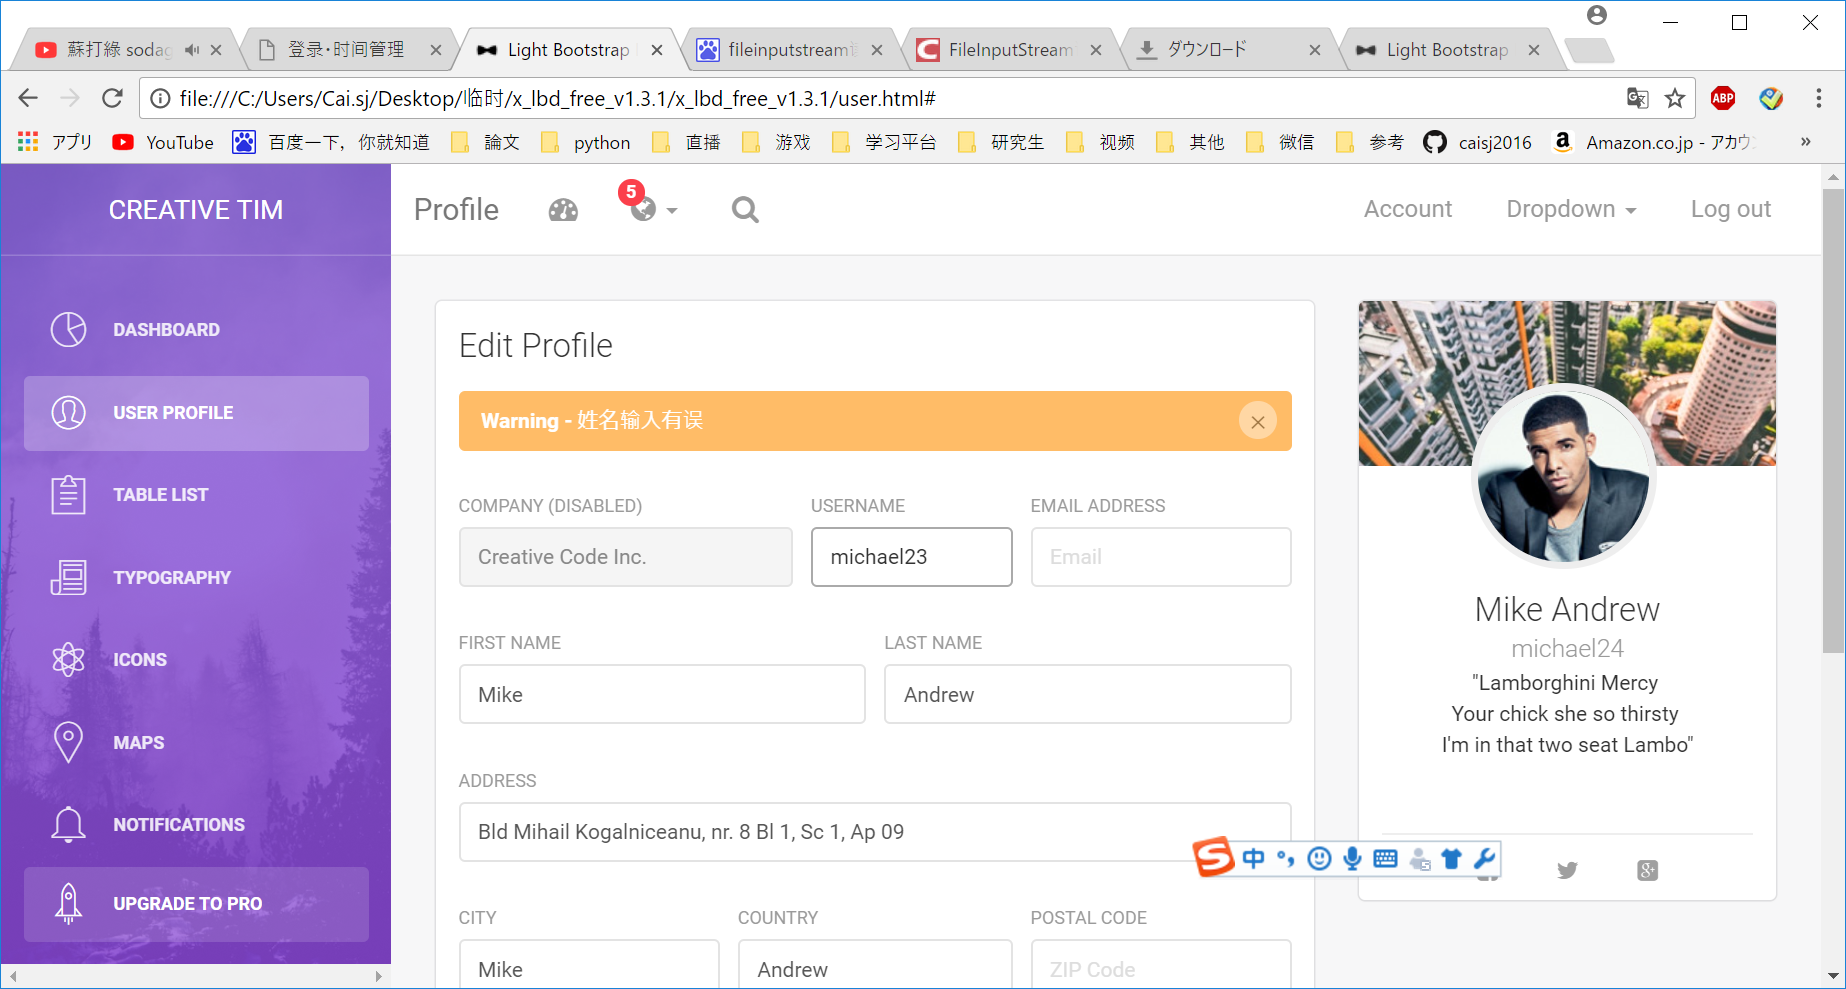 蘇打綠 sodag
登录·时间管理
Light Bootstrap
fileinputstream
FileInputStream
ダウンロード
Light Bootstrap
file:///C:/Users/Cai.sj/Desktop/临时/x_lbd_free_v1.3.1/x_lbd_free_v1.3.1/user.html#
ABP
アプリ
YouTube
百度一下，你就知道
論文
python
直播
游戏
学习平台
研究生
视频
其他
微信
参考
caisj2016
Amazon.co.jp - アカウ
»
CREATIVE TIM
Profile
5
Account
Dropdown
Log out
DASHBOARD
USER PROFILE
TABLE LIST
TYPOGRAPHY
ICONS
MAPS
NOTIFICATIONS
UPGRADE TO PRO
Edit Profile
Warning - 姓名输入有误
COMPANY (DISABLED)
USERNAME
EMAIL ADDRESS
Creative Code Inc.
michael23
Email
FIRST NAME
LAST NAME
Mike
Andrew
ADDRESS
Bld Mihail Kogalniceanu, nr. 8 Bl 1, Sc 1, Ap 09
CITY
COUNTRY
POSTAL CODE
Mike
Andrew
ZIP Code
Mike Andrew
michael24
"Lamborghini Mercy
Your chick she so thirsty
I'm in that two seat Lambo"
中